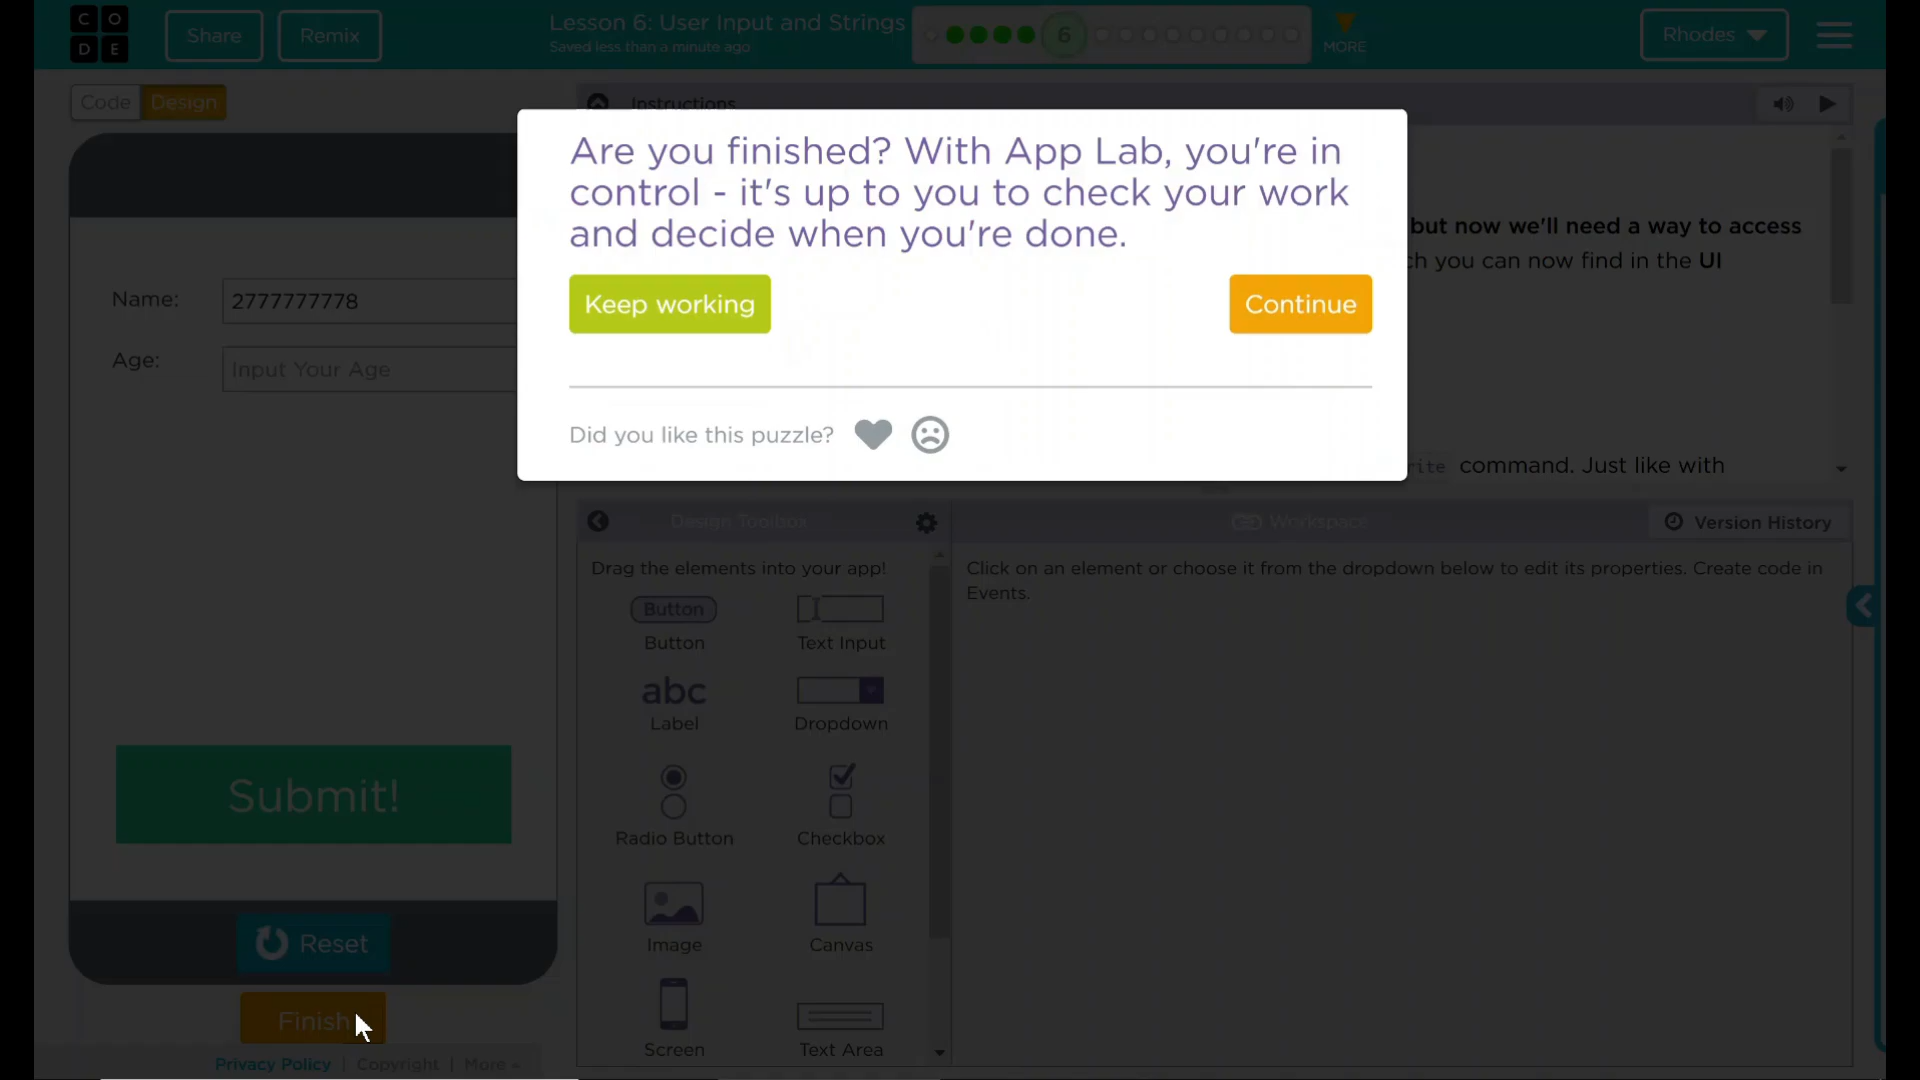 C O
D E
Share
Remix
Lesson 6: User Input and Strings
Saved less than a minute ago
6
MORE
Rhodes
Code
Design
Instructions
Are you finished? With App Lab, you're in
control - it's up to you to check your work
and decide when you're done.
Keep working
Continue
Did you like this puzzle?
but now we'll need a way to access
ch you can now find in the UI
rite command. Just like with
Name:
2777777778
Age:
Input Your Age
Submit!
Reset
Finish
Privacy Policy | Copyright | More
Design Toolbox
Drag the elements into your app!
Button
Button
Text Input
abc
Label
Dropdown
Radio Button
Checkbox
Image
Canvas
Screen
Text Area
Workspace
Version History
Click on an element or choose it from the dropdown below to edit its properties. Create code in
Events.